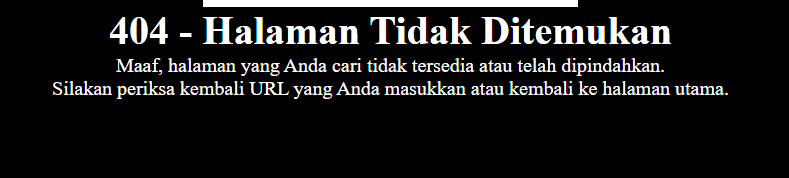 404 - Halaman Tidak Ditemukan
Maaf, halaman yang Anda cari tidak tersedia atau telah dipindahkan.
Silakan periksa kembali URL yang Anda masukkan atau kembali ke halaman utama.